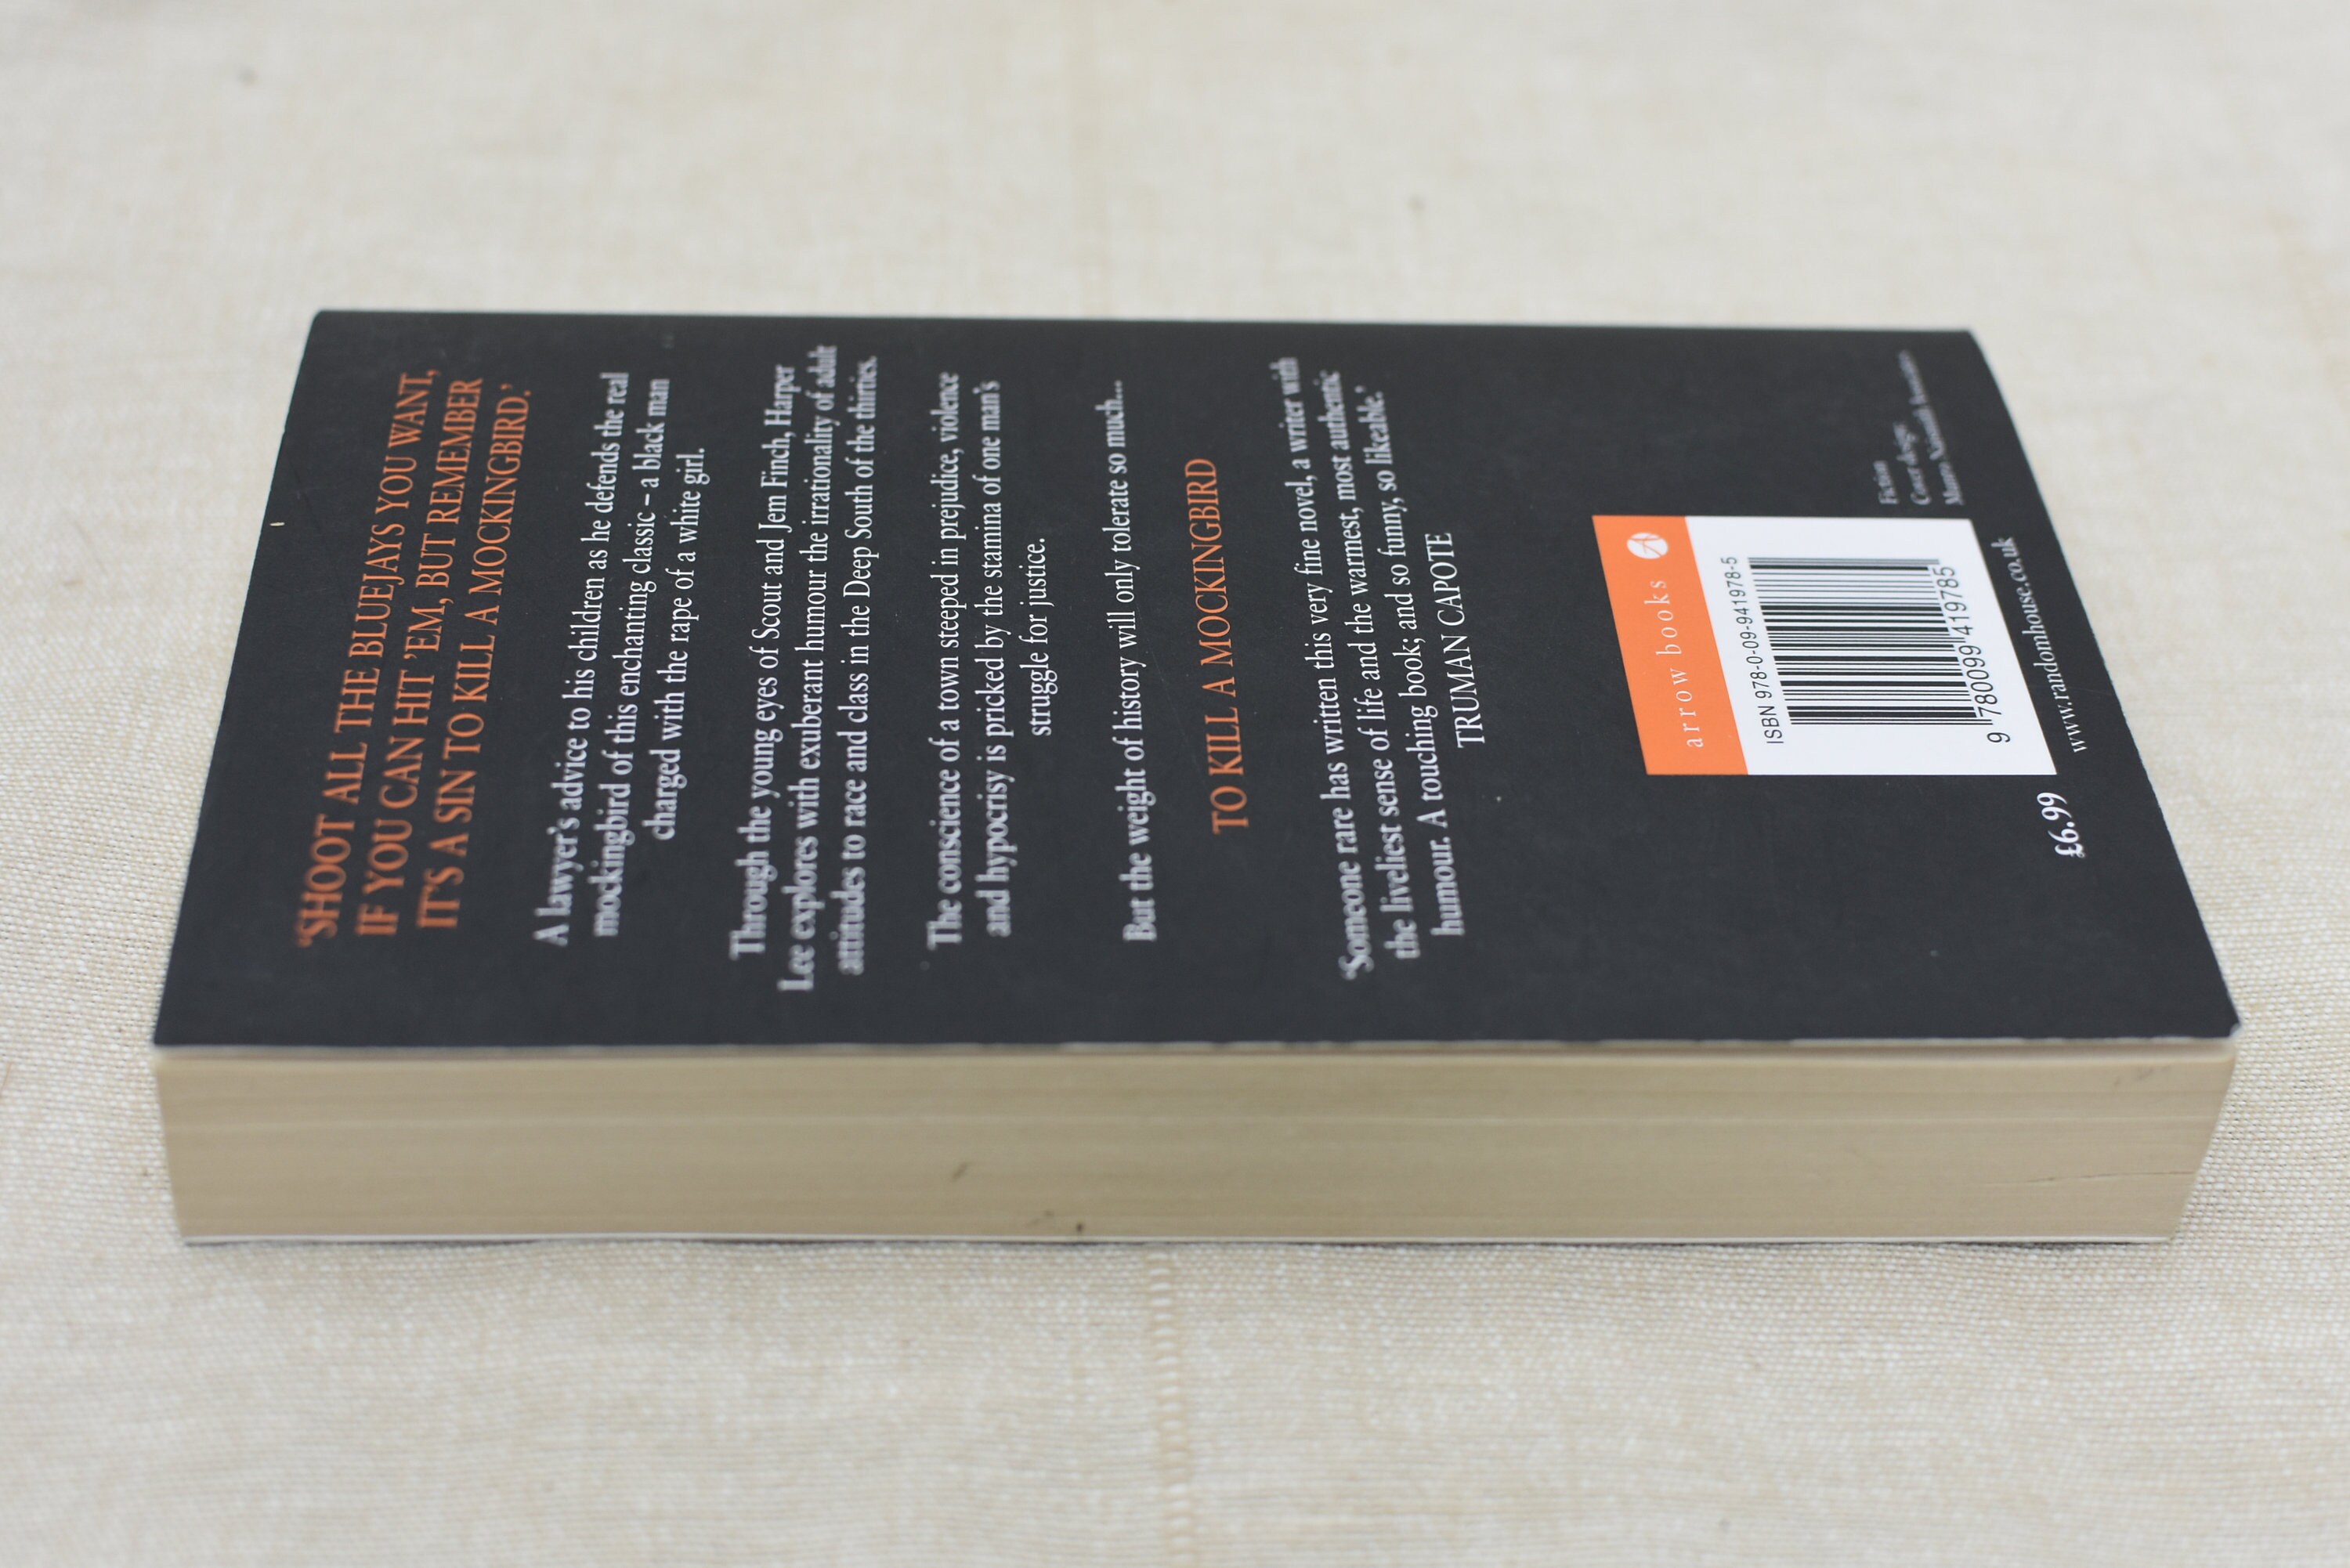 'SHOOT ALL THE BLUEJAYS YOU WANT,
IF YOU CAN HIT 'EM, BUT REMEMBER
IT'S A SIN TO KILL A MOCKINGBIRD.'
A lawyer's advice to his children as he defends the real
mockingbird of this enchanting classic – a black man
charged with the rape of a white girl.
Through the young eyes of Scout and Jem Finch, Harper
Lee explores with exuberant humour the irrationality of adult
attitudes to race and class in the Deep South of the thirties.
The conscience of a town steeped in prejudice, violence
and hypocrisy is pricked by the stamina of one man's
struggle for justice.
But the weight of history will only tolerate so much...
TO KILL A MOCKINGBIRD
'Someone rare has written this very fine novel, a writer with
the liveliest sense of life and the warmest, most authentic
humour. A touching book; and so funny, so likeable.'
TRUMAN CAPOTE
arrow books
ISBN 978-0-09-941978-5
9 780099 419785
Fiction
Cover design
£6.99
www.randomhouse.co.uk